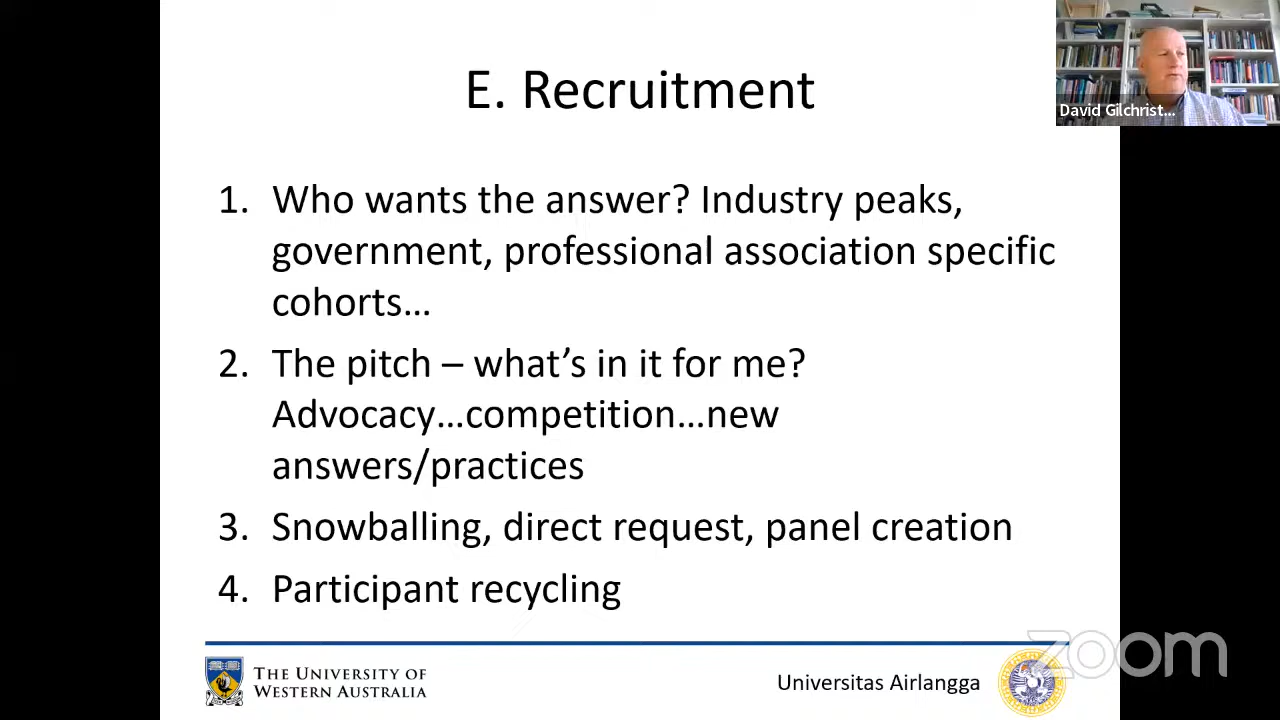 E. Recruitment
David Gilchrist...
1. Who wants the answer? Industry peaks,
government, professional association specific
cohorts…
2. The pitch – what’s in it for me?
Advocacy…competition…new
answers/practices
3. Snowballing, direct request, panel creation
4. Participant recycling
THE UNIVERSITY OF
WESTERN AUSTRALIA
Universitas Airlangga
zoom